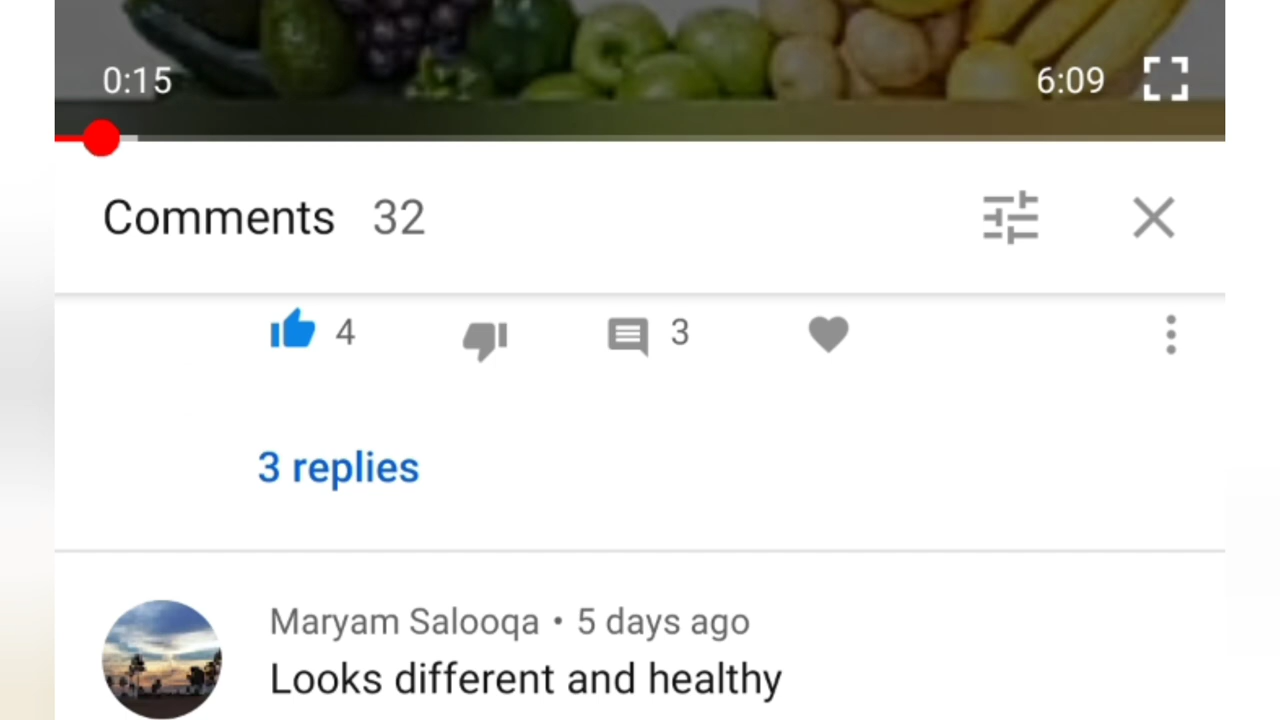 0:15 6:09
Comments 32
4 3
3 replies
Maryam Salooqa • 5 days ago
Looks different and healthy